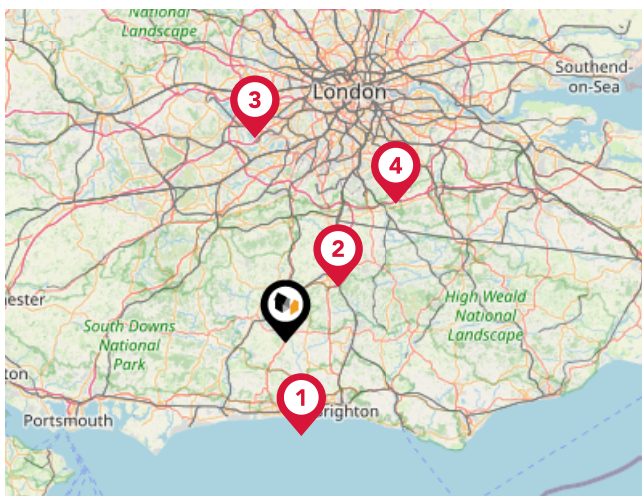 National
Landscape
Southend-
on-Sea
London
3
4
2
1
hester
South Downs
National
Park
High Weald
National
Landscape
ton
Portsmouth
righton